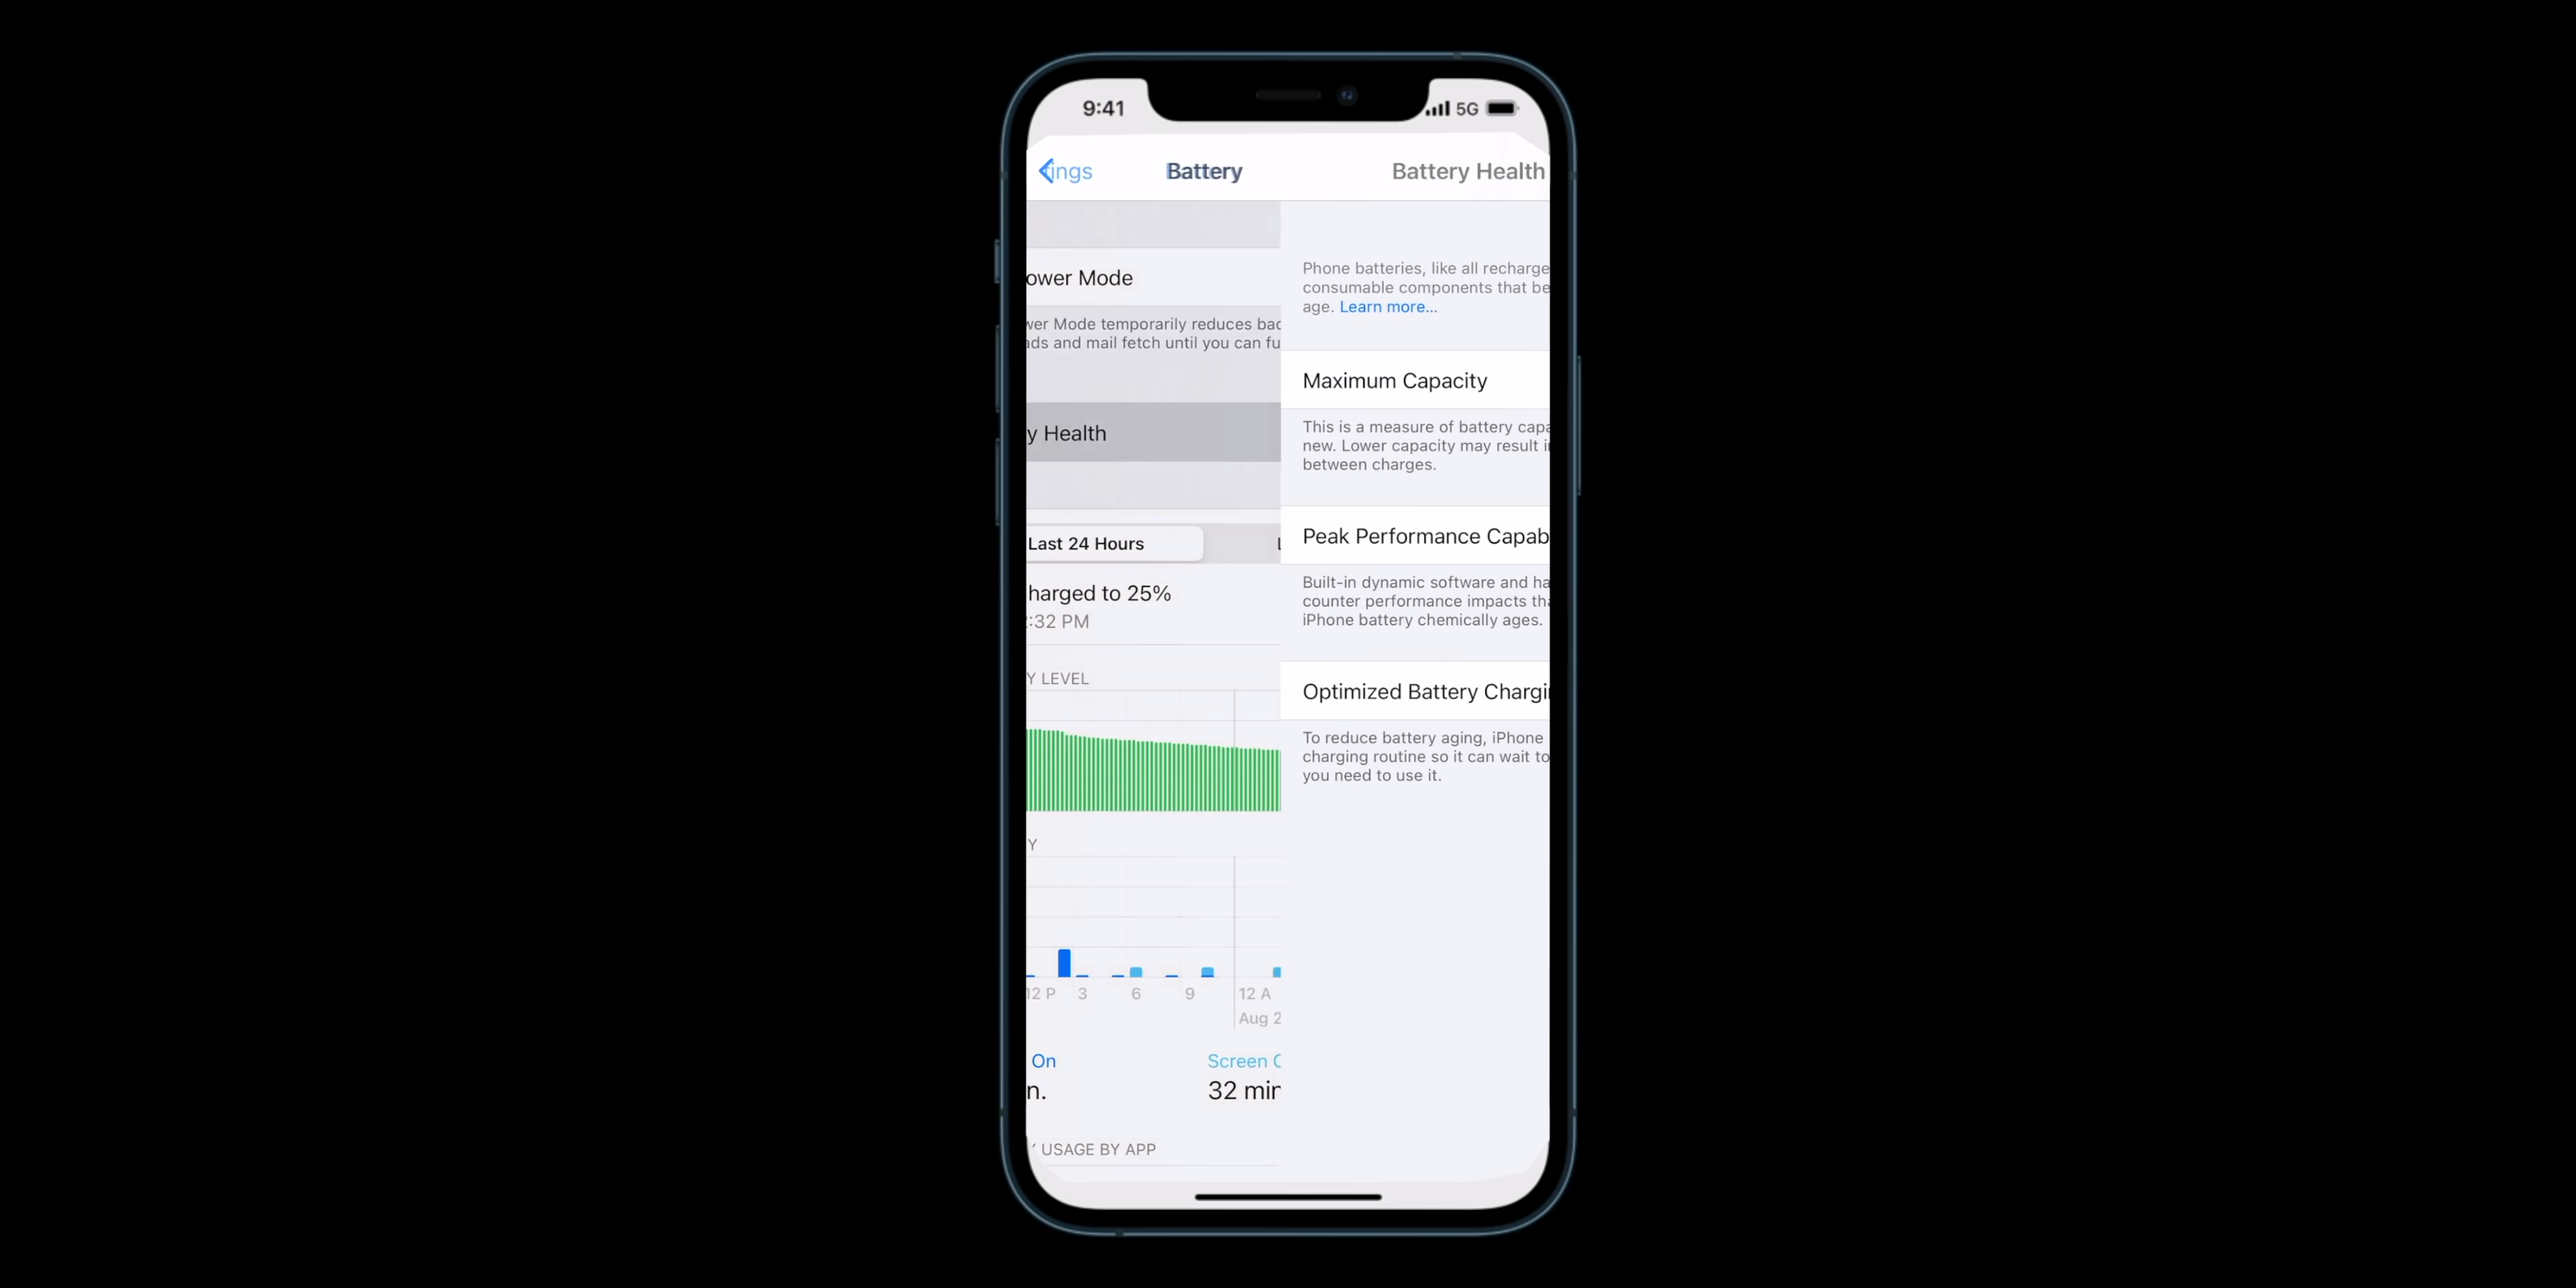 9:41
5G
ings
Battery
Battery Health
ower Mode
wer Mode temporarily reduces bac
ads and mail fetch until you can fu
y Health
Last 24 Hours
L
harged to 25%
:32 PM
Y LEVEL
Y
12 P
3
6
9
12 A
Aug 2
On
Screen O
n.
32 min
Y USAGE BY APP
Phone batteries, like all recharge
consumable components that be
age. Learn more...
Maximum Capacity
This is a measure of battery capa
new. Lower capacity may result i
between charges.
Peak Performance Capab
Built-in dynamic software and ha
counter performance impacts tha
iPhone battery chemically ages.
Optimized Battery Chargi
To reduce battery aging, iPhone
charging routine so it can wait to
you need to use it.